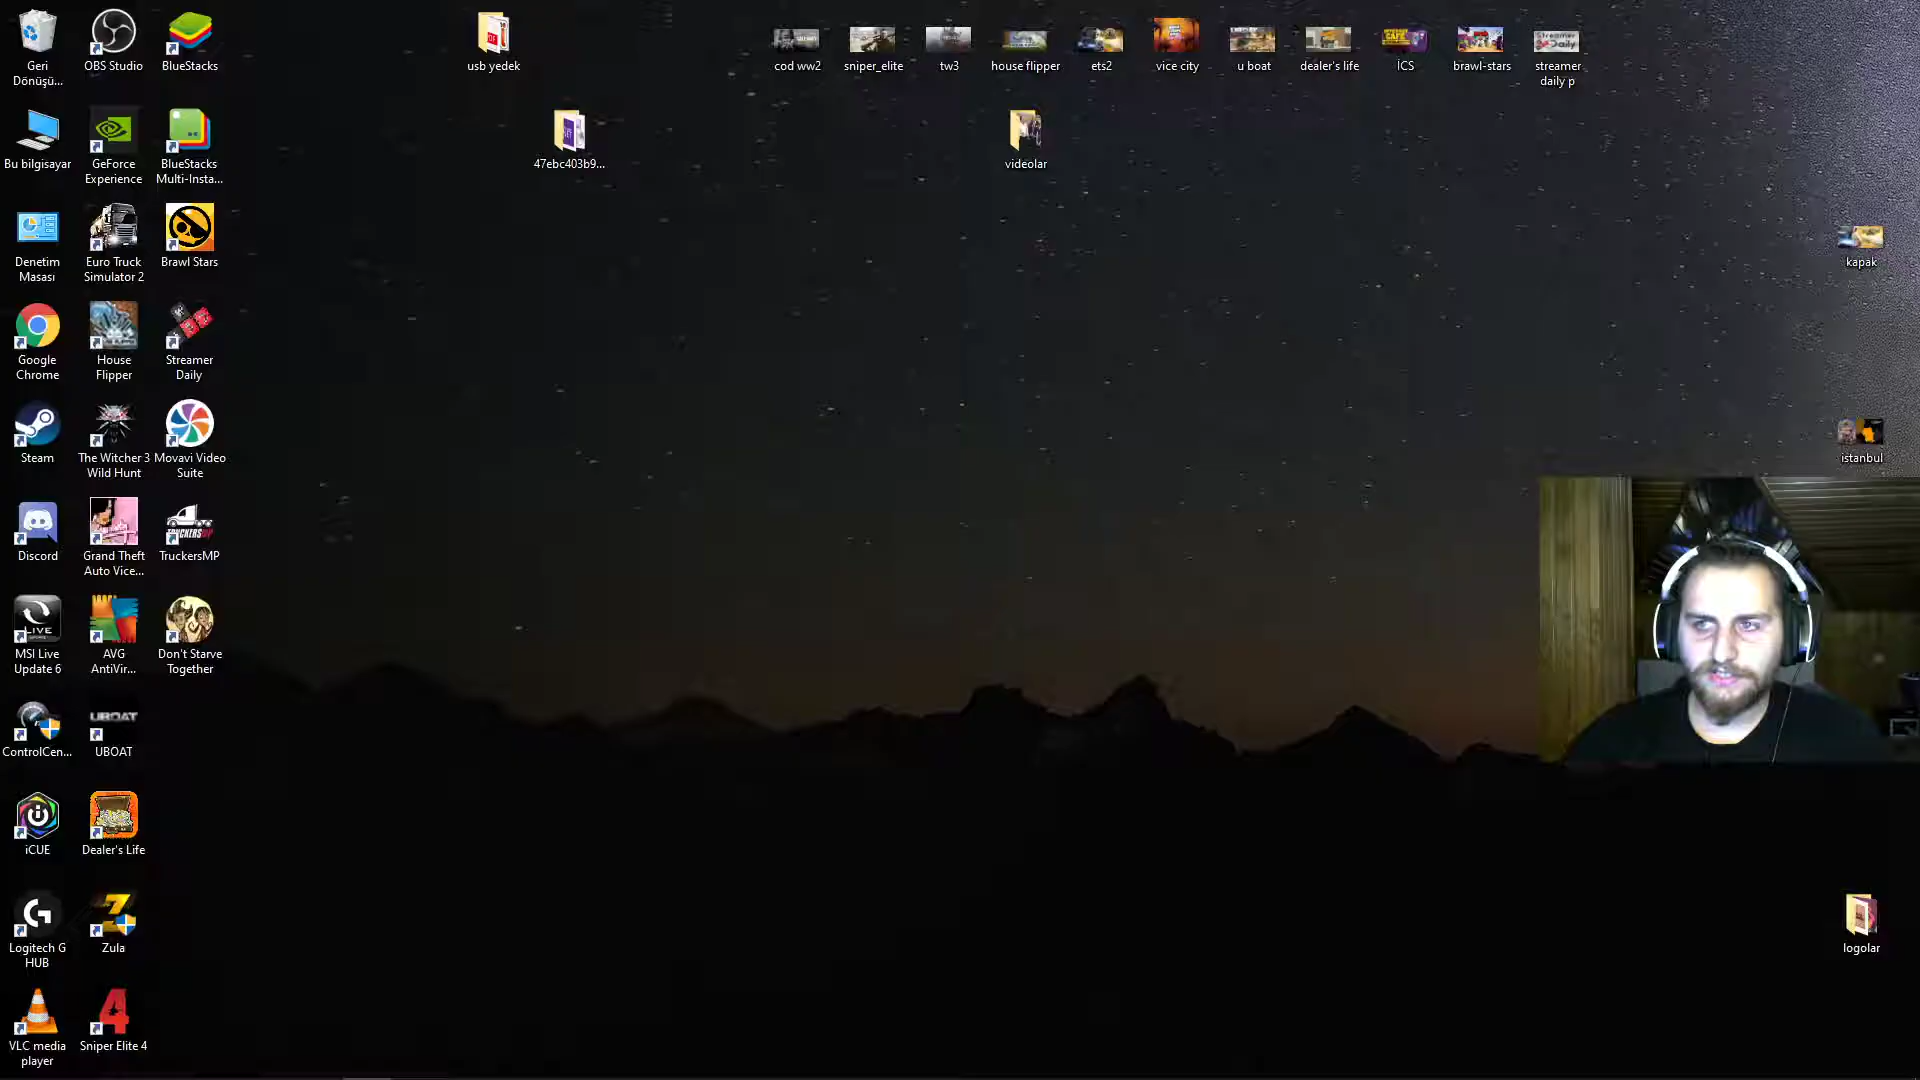 Geri
Dönüşü...
OBS Studio
BlueStacks
usb yedek
cod ww2
sniper_elite
tw3
house flipper
ets2
vice city
u boat
dealer's life
İCS
brawl-stars
streamer
daily p
Bu bilgisayar
GeForce
Experience
BlueStacks
Multi-Insta...
47ebc403b9...
videolar
Denetim
Masası
Euro Truck
Simulator 2
Brawl Stars
kapak
Google
Chrome
House
Flipper
Streamer
Daily
Steam
The Witcher 3
Wild Hunt
Movavi Video
Suite
istanbul
Discord
Grand Theft
Auto Vice...
TruckersMP
LIVE
MSI Live
Update 6
AVG
AntiVir...
Don't Starve
Together
ControlCen...
UBOAT
UBOAT
iCUE
Dealer's Life
Logitech G
HUB
Zula
logolar
VLC media
player
4
Sniper Elite 4